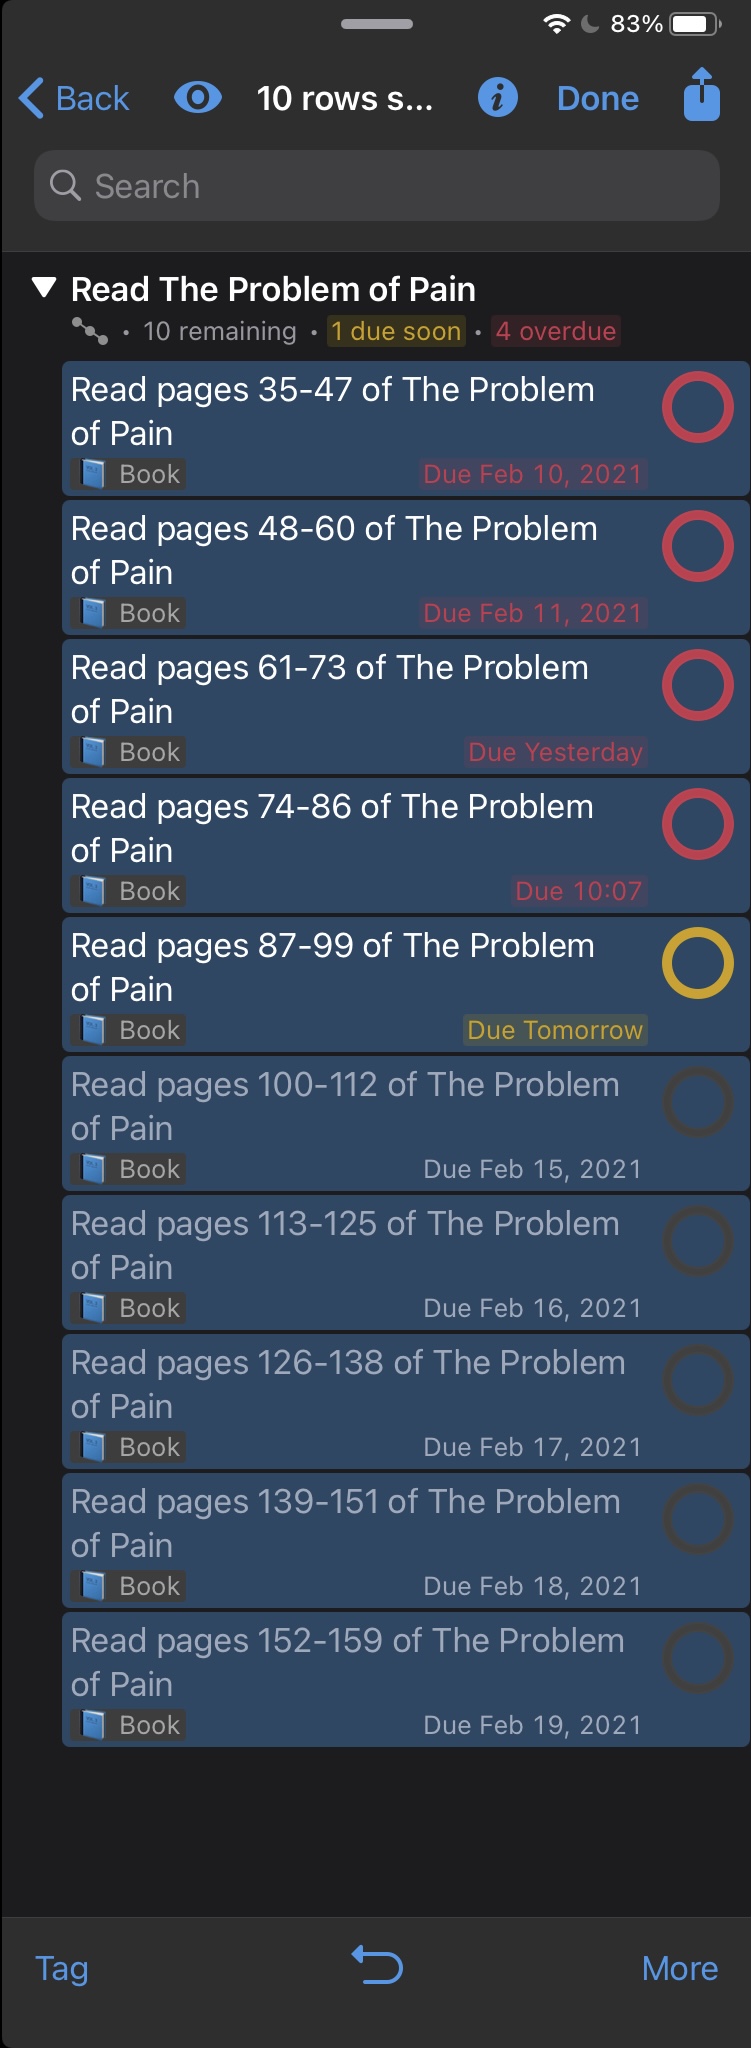 83%
Back
10 rows s...
Done
Search
Read The Problem of Pain
• 10 remaining • 1 due soon • 4 overdue
Read pages 35-47 of The Problem
of Pain
Book
Due Feb 10, 2021
Read pages 48-60 of The Problem
of Pain
Book
Due Feb 11, 2021
Read pages 61-73 of The Problem
of Pain
Book
Due Yesterday
Read pages 74-86 of The Problem
of Pain
Book
Due 10:07
Read pages 87-99 of The Problem
of Pain
Book
Due Tomorrow
Read pages 100-112 of The Problem
of Pain
Book
Due Feb 15, 2021
Read pages 113-125 of The Problem
of Pain
Book
Due Feb 16, 2021
Read pages 126-138 of The Problem
of Pain
Book
Due Feb 17, 2021
Read pages 139-151 of The Problem
of Pain
Book
Due Feb 18, 2021
Read pages 152-159 of The Problem
of Pain
Book
Due Feb 19, 2021
Tag
More